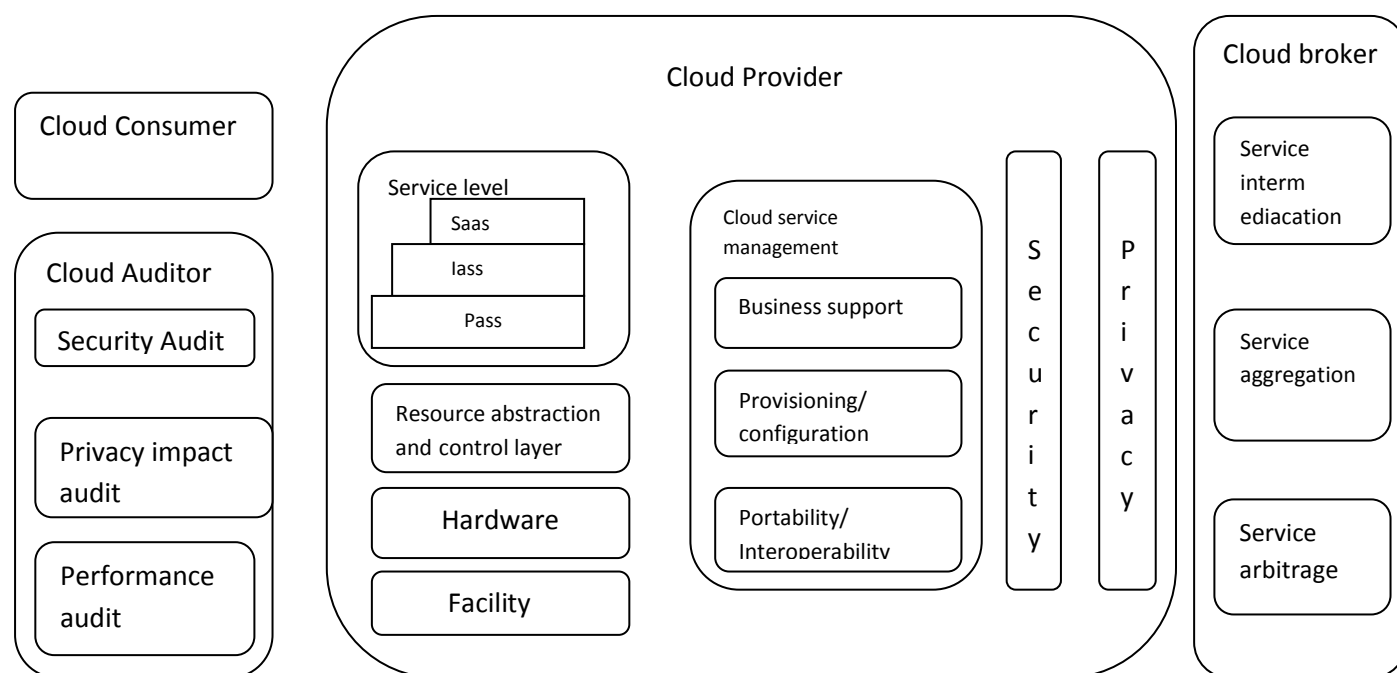 Cloud Consumer
Cloud Auditor
Security Audit
Privacy impact
audit
Performance
audit
Cloud Provider
Service level
Saas
Iass
Pass
Resource abstraction
and control layer
Hardware
Facility
Cloud service
management
Business support
Provisioning/
configuration
Portability/
Interoperability
Security
Privacy
Cloud broker
Service
interm
ediacation
Service
aggregation
Service
arbitrage